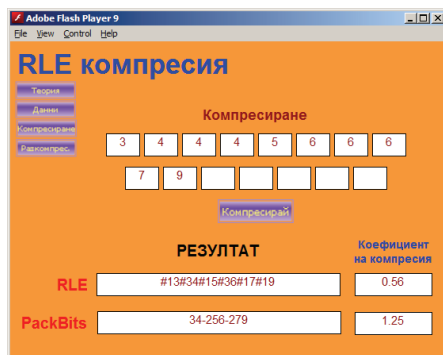 Adobe Flash Player 9
File View Control Help
RLE компресия
Теория
Данни
Компресиране
Разкомпрес.
Компресиране
3 4 4 4 5 6 6 6
7 9
Компресирай
РЕЗУЛТАТ
Коефициент
на компресия
RLE #13#34#15#36#17#19 0.56
PackBits 34-256-279 1.25